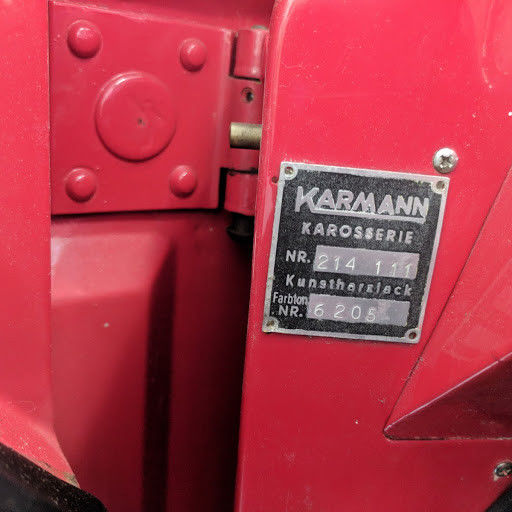 KARMANN
KAROSSERIE
NR. 214 111
Kunstharzlack
Farbton
NR. 6205